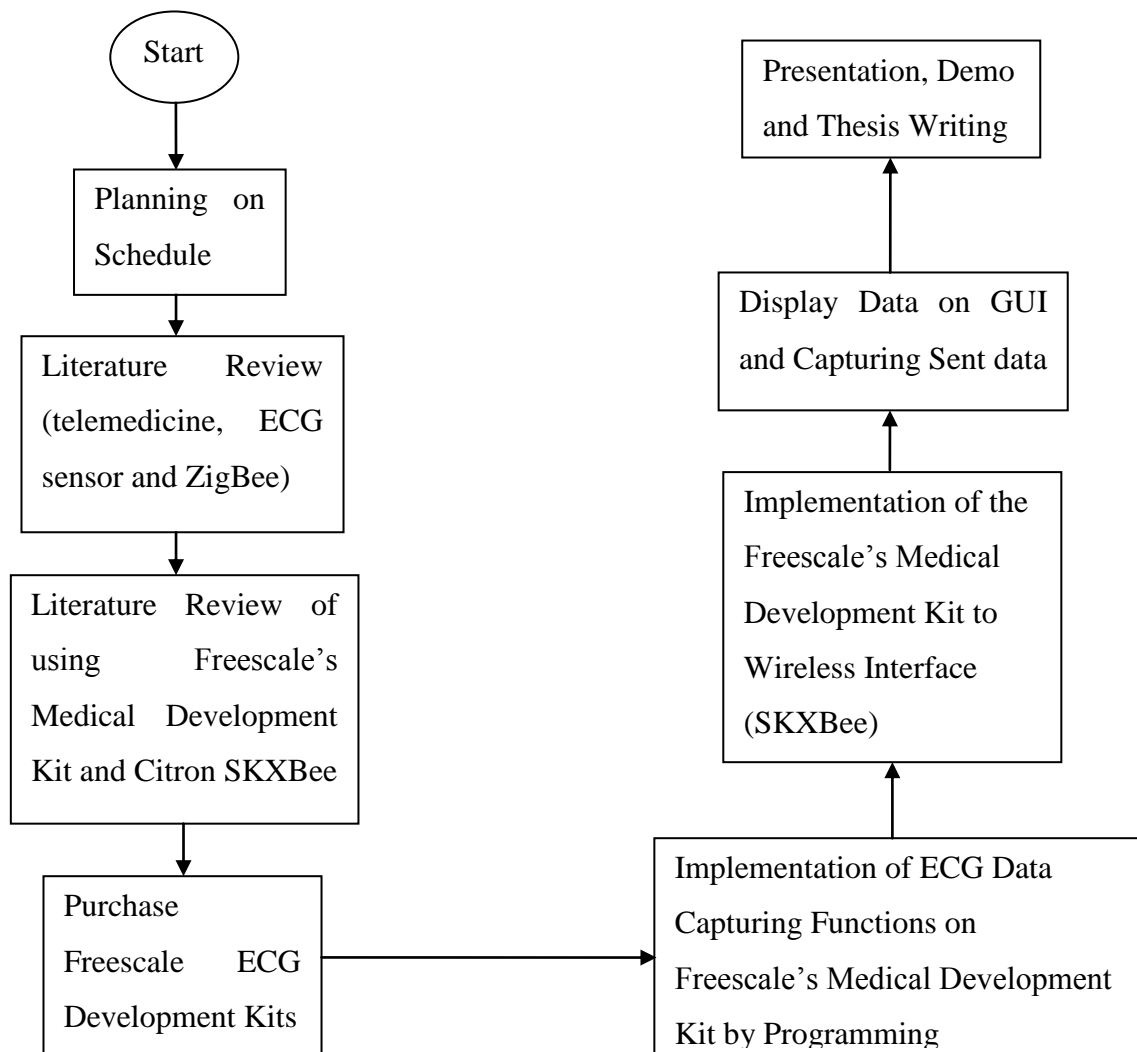 Start
Planning on
Schedule
Literature Review
(telemedicine, ECG
sensor and ZigBee)
Literature Review of
using Freescale’s
Medical Development
Kit and Citron SKXBee
Purchase
Freescale ECG
Development Kits
Implementation of ECG Data
Capturing Functions on
Freescale’s Medical Development
Kit by Programming
Implementation of the
Freescale’s Medical
Development Kit to
Wireless Interface
(SKXBee)
Display Data on GUI
and Capturing Sent data
Presentation, Demo
and Thesis Writing